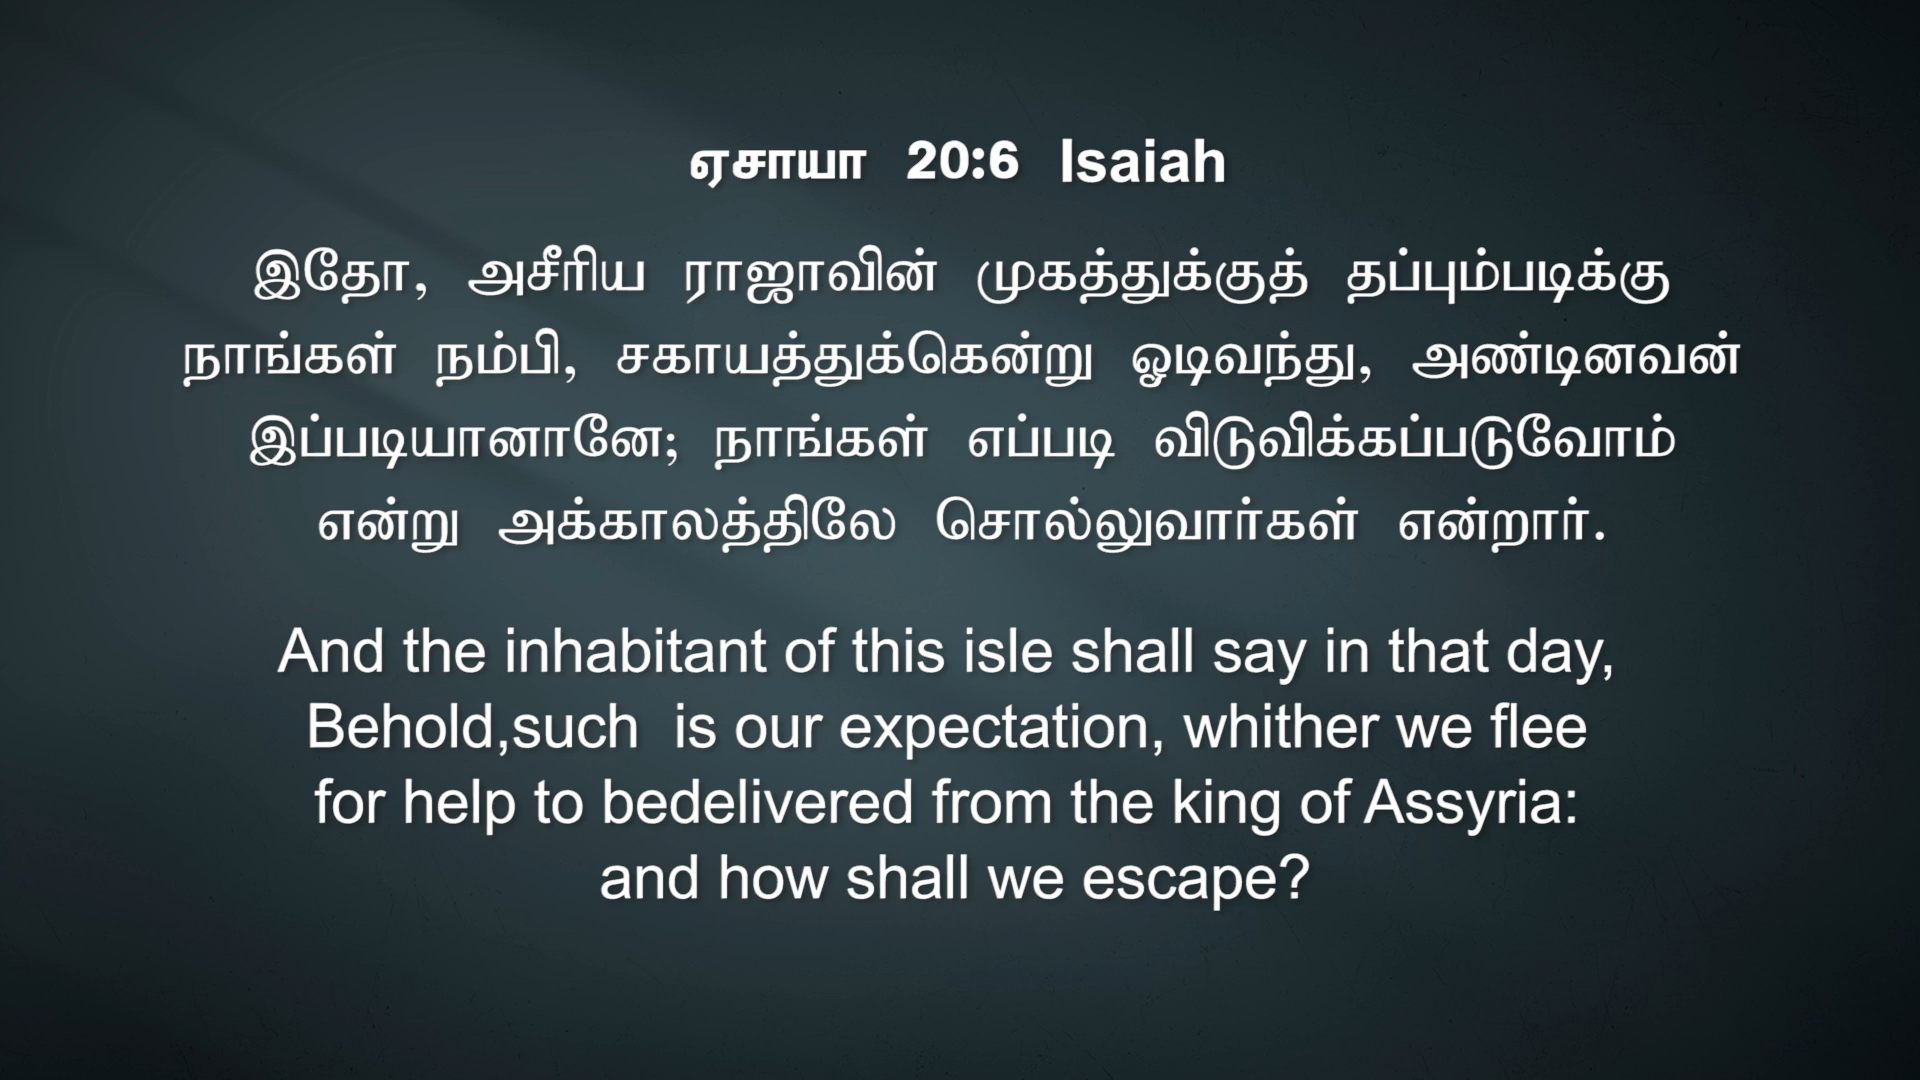 ஏசாயா 20:6 Isaiah
இதோ, அசீரிய ராஜாவின் முகத்துக்குத் தப்பும்படிக்கு
நாங்கள் நம்பி, சகாயத்துக்கென்று ஓடிவந்து, அண்டினவன்
இப்படியானானே; நாங்கள் எப்படி விடுவிக்கப்படுவோம்
என்று அக்காலத்திலே சொல்லுவார்கள் என்றார்.
And the inhabitant of this isle shall say in that day,
Behold,such is our expectation, whither we flee
for help to bedelivered from the king of Assyria:
and how shall we escape?